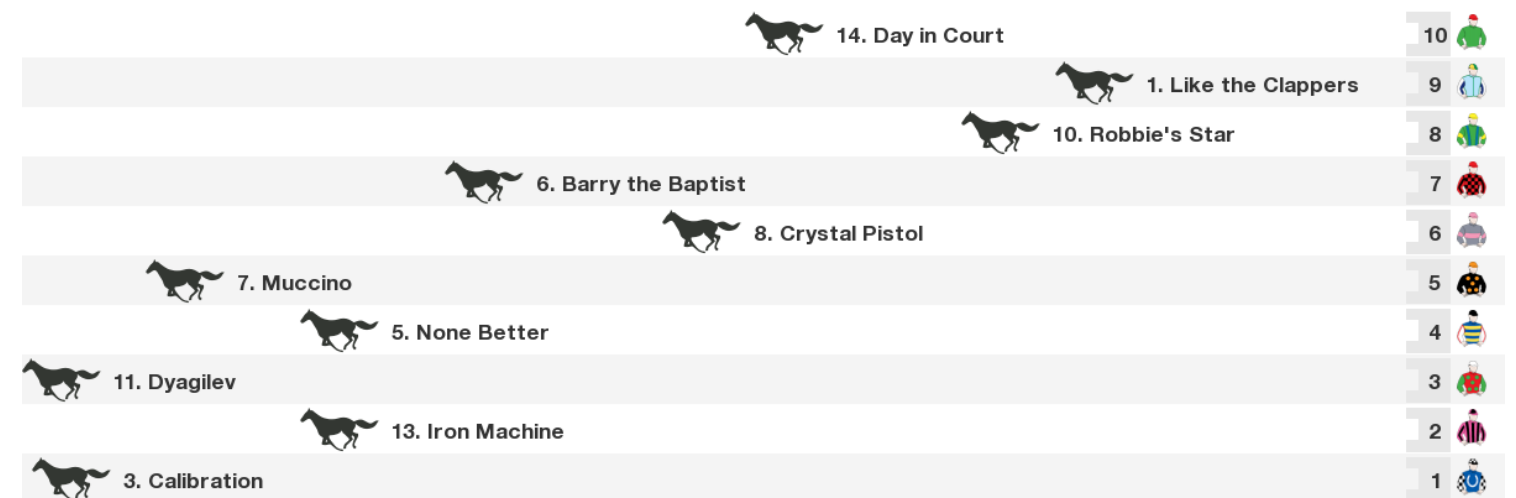 14. Day in Court 10
1. Like the Clappers 9
10. Robbie's Star 8
6. Barry the Baptist 7
8. Crystal Pistol 6
7. Muccino 5
5. None Better 4
11. Dyagilev 3
13. Iron Machine 2
3. Calibration 1